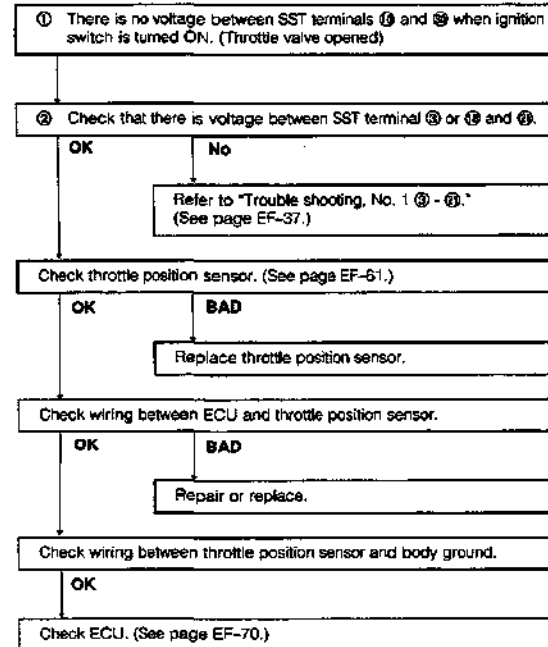 ① There is no voltage between SST terminals and when ignition
switch is turned ON. (Throttle valve opened)
② Check that there is voltage between SST terminal ③ or and
OK No
Refer to "Trouble shooting, No. 1 ③ - ."
(See page EF-37.)
Check throttle position sensor. (See page EF-61.)
OK BAD
Replace throttle position sensor.
Check wiring between ECU and throttle position sensor.
OK BAD
Repair or replace.
Check wiring between throttle position sensor and body ground.
OK
Check ECU. (See page EF-70.)